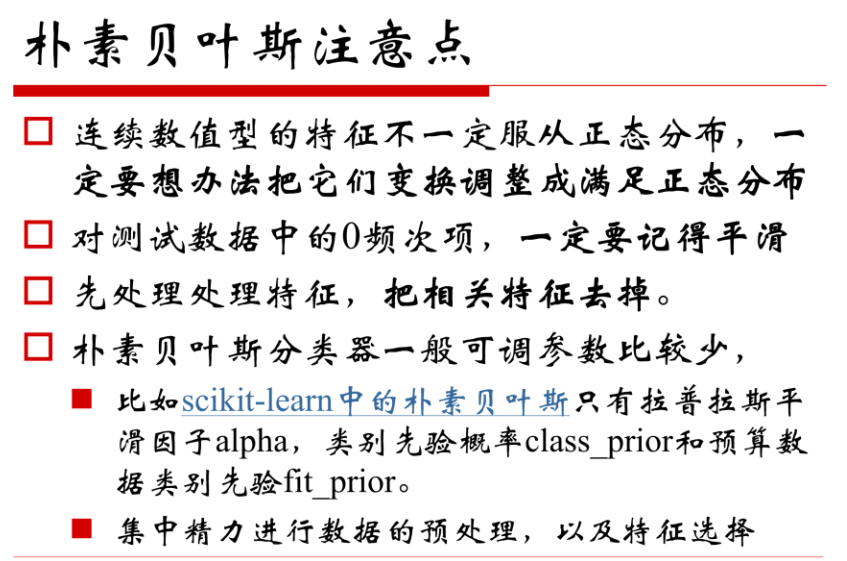 朴素贝叶斯注意点
连续数值型的特征不一定服从正态分布，一
定要想办法把它们变换调整成满足正态分布
对测试数据中的0频次项，一定要记得平滑
先处理处理特征，把相关特征去掉。
朴素贝叶斯分类器一般可调参数比较少，
比如scikit-learn中的朴素贝叶斯只有拉普拉斯平
滑因子alpha，类别先验概率class_prior和预算数
据类别先验fit_prior。
集中精力进行数据的预处理，以及特征选择